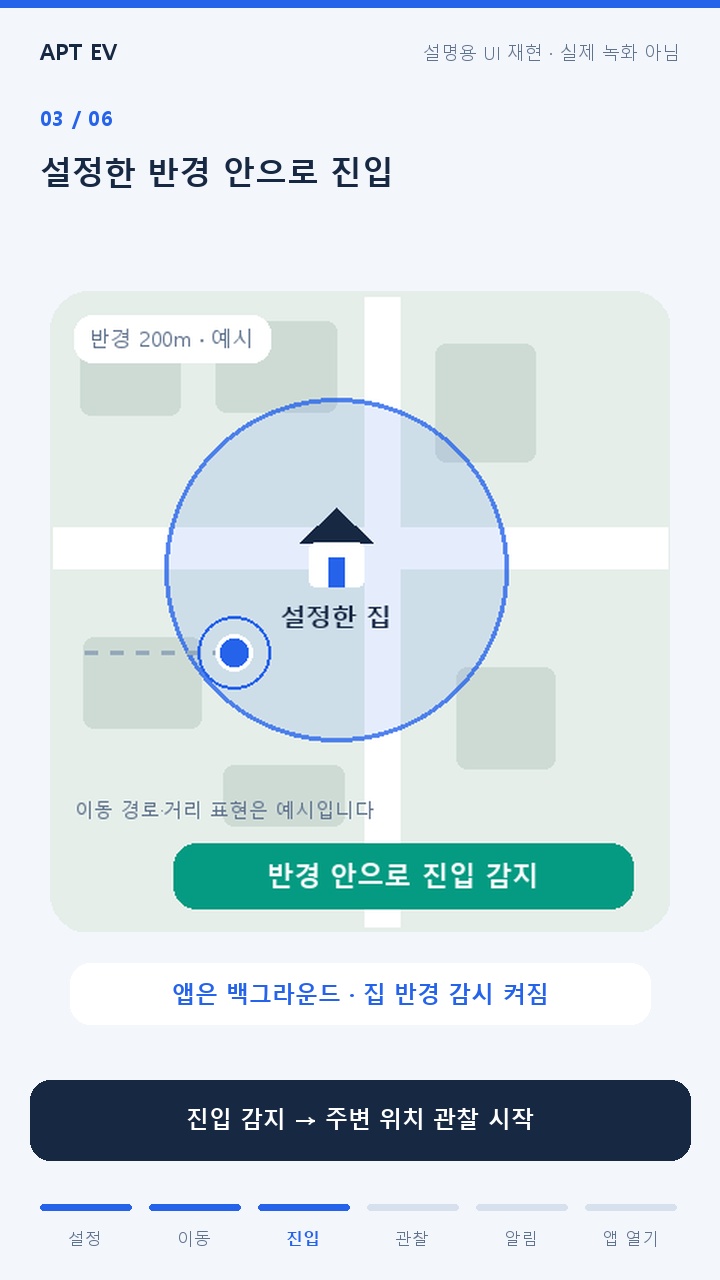 APT EV
설명용 UI 재현 · 실제 녹화 아님
03 / 06
설정한 반경 안으로 진입
반경 200m · 예시
설정한 집
이동 경로·거리 표현은 예시입니다
반경 안으로 진입 감지
앱은 백그라운드 · 집 반경 감시 켜짐
진입 감지 → 주변 위치 관찰 시작
설정 이동 진입 관찰 알림 앱 열기